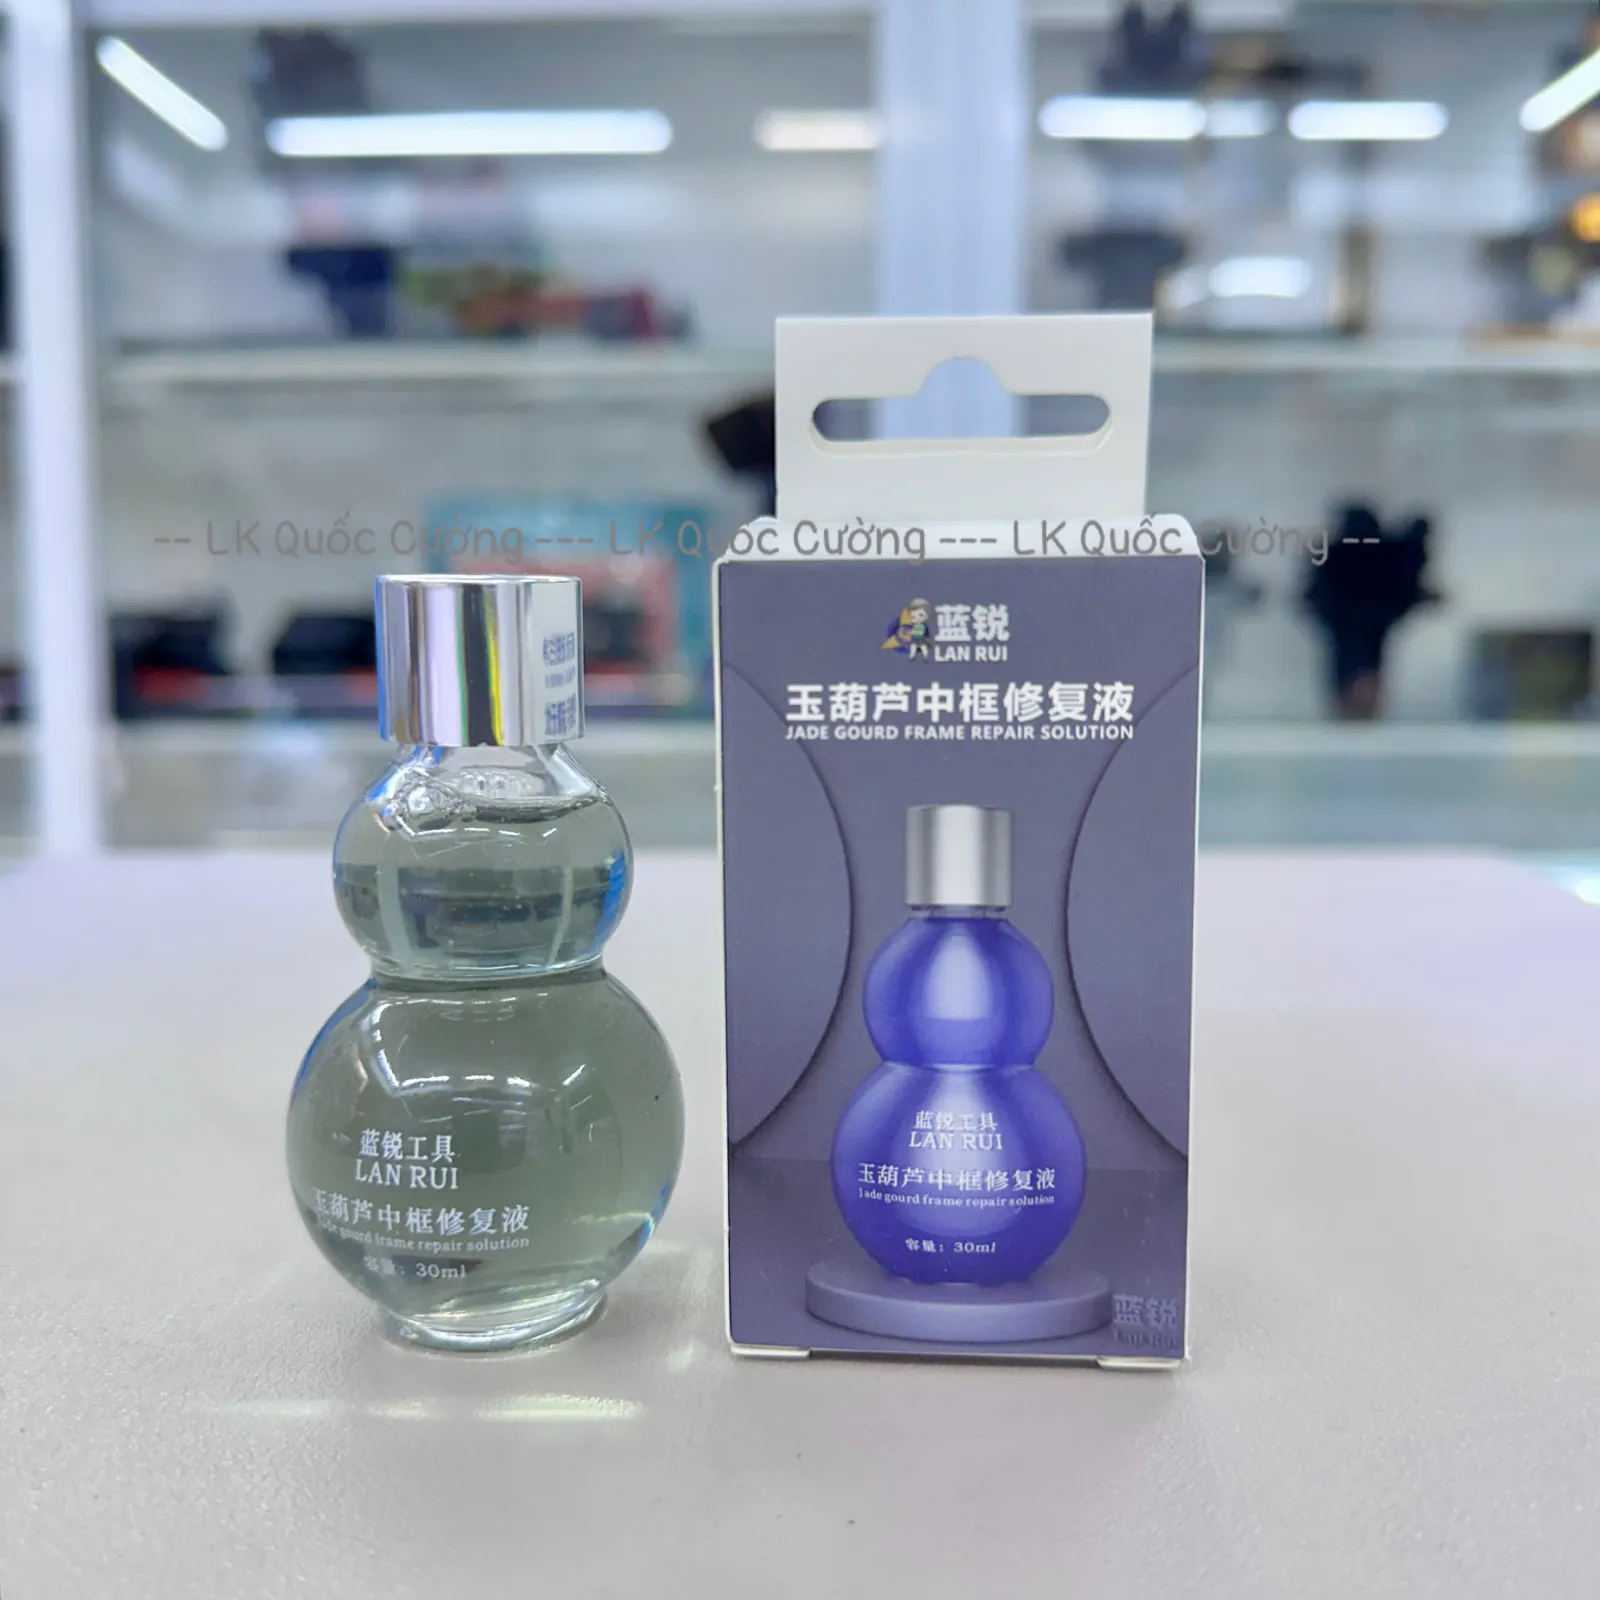 -- LK Quốc Cường --- LK Quốc Cường --- LK Quốc Cường --
蓝锐
LAN RUI
玉葫芦中框修复液
JADE GOURD FRAME REPAIR SOLUTION
蓝锐工具
LAN RUI
玉葫芦中框修复液
Jade gourd frame repair solution
容量：30ml
蓝锐
Lan Rui
蓝锐工具
LAN RUI
玉葫芦中框修复液
Jade gourd frame repair solution
容量：30ml